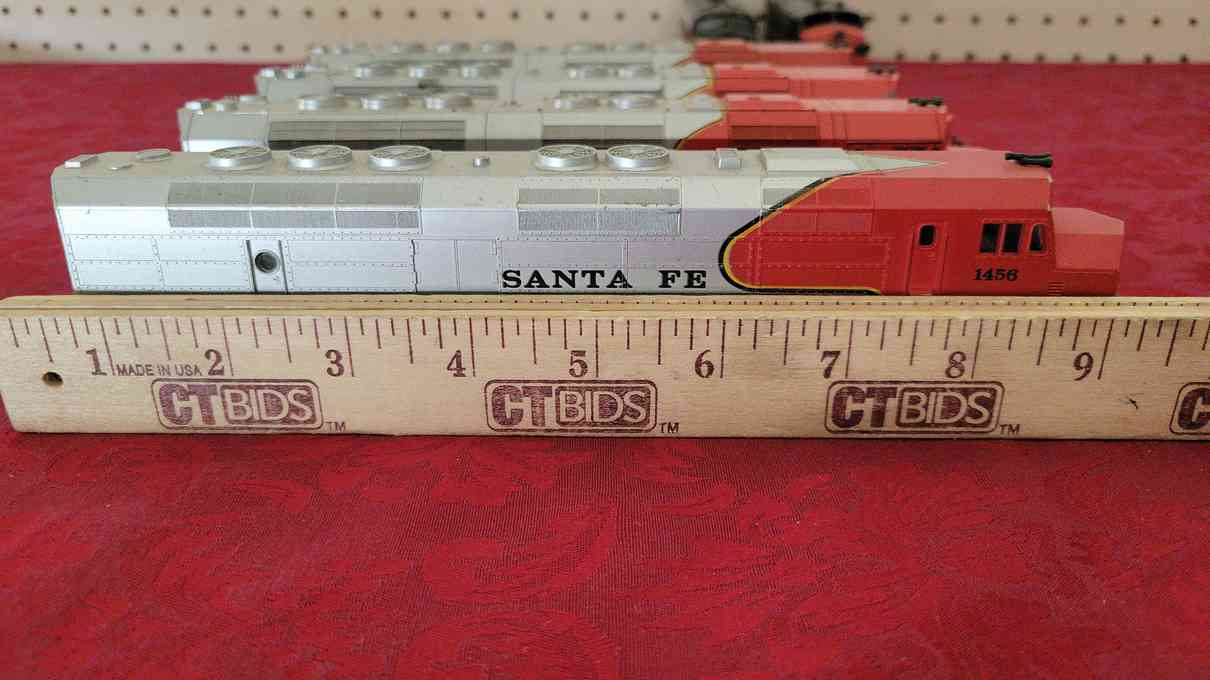 SANTA FE
1456
1 2 3 4 5 6 7 8 9
MADE IN USA
CTBIDS TM CTBIDS TM CTBIDS TM C